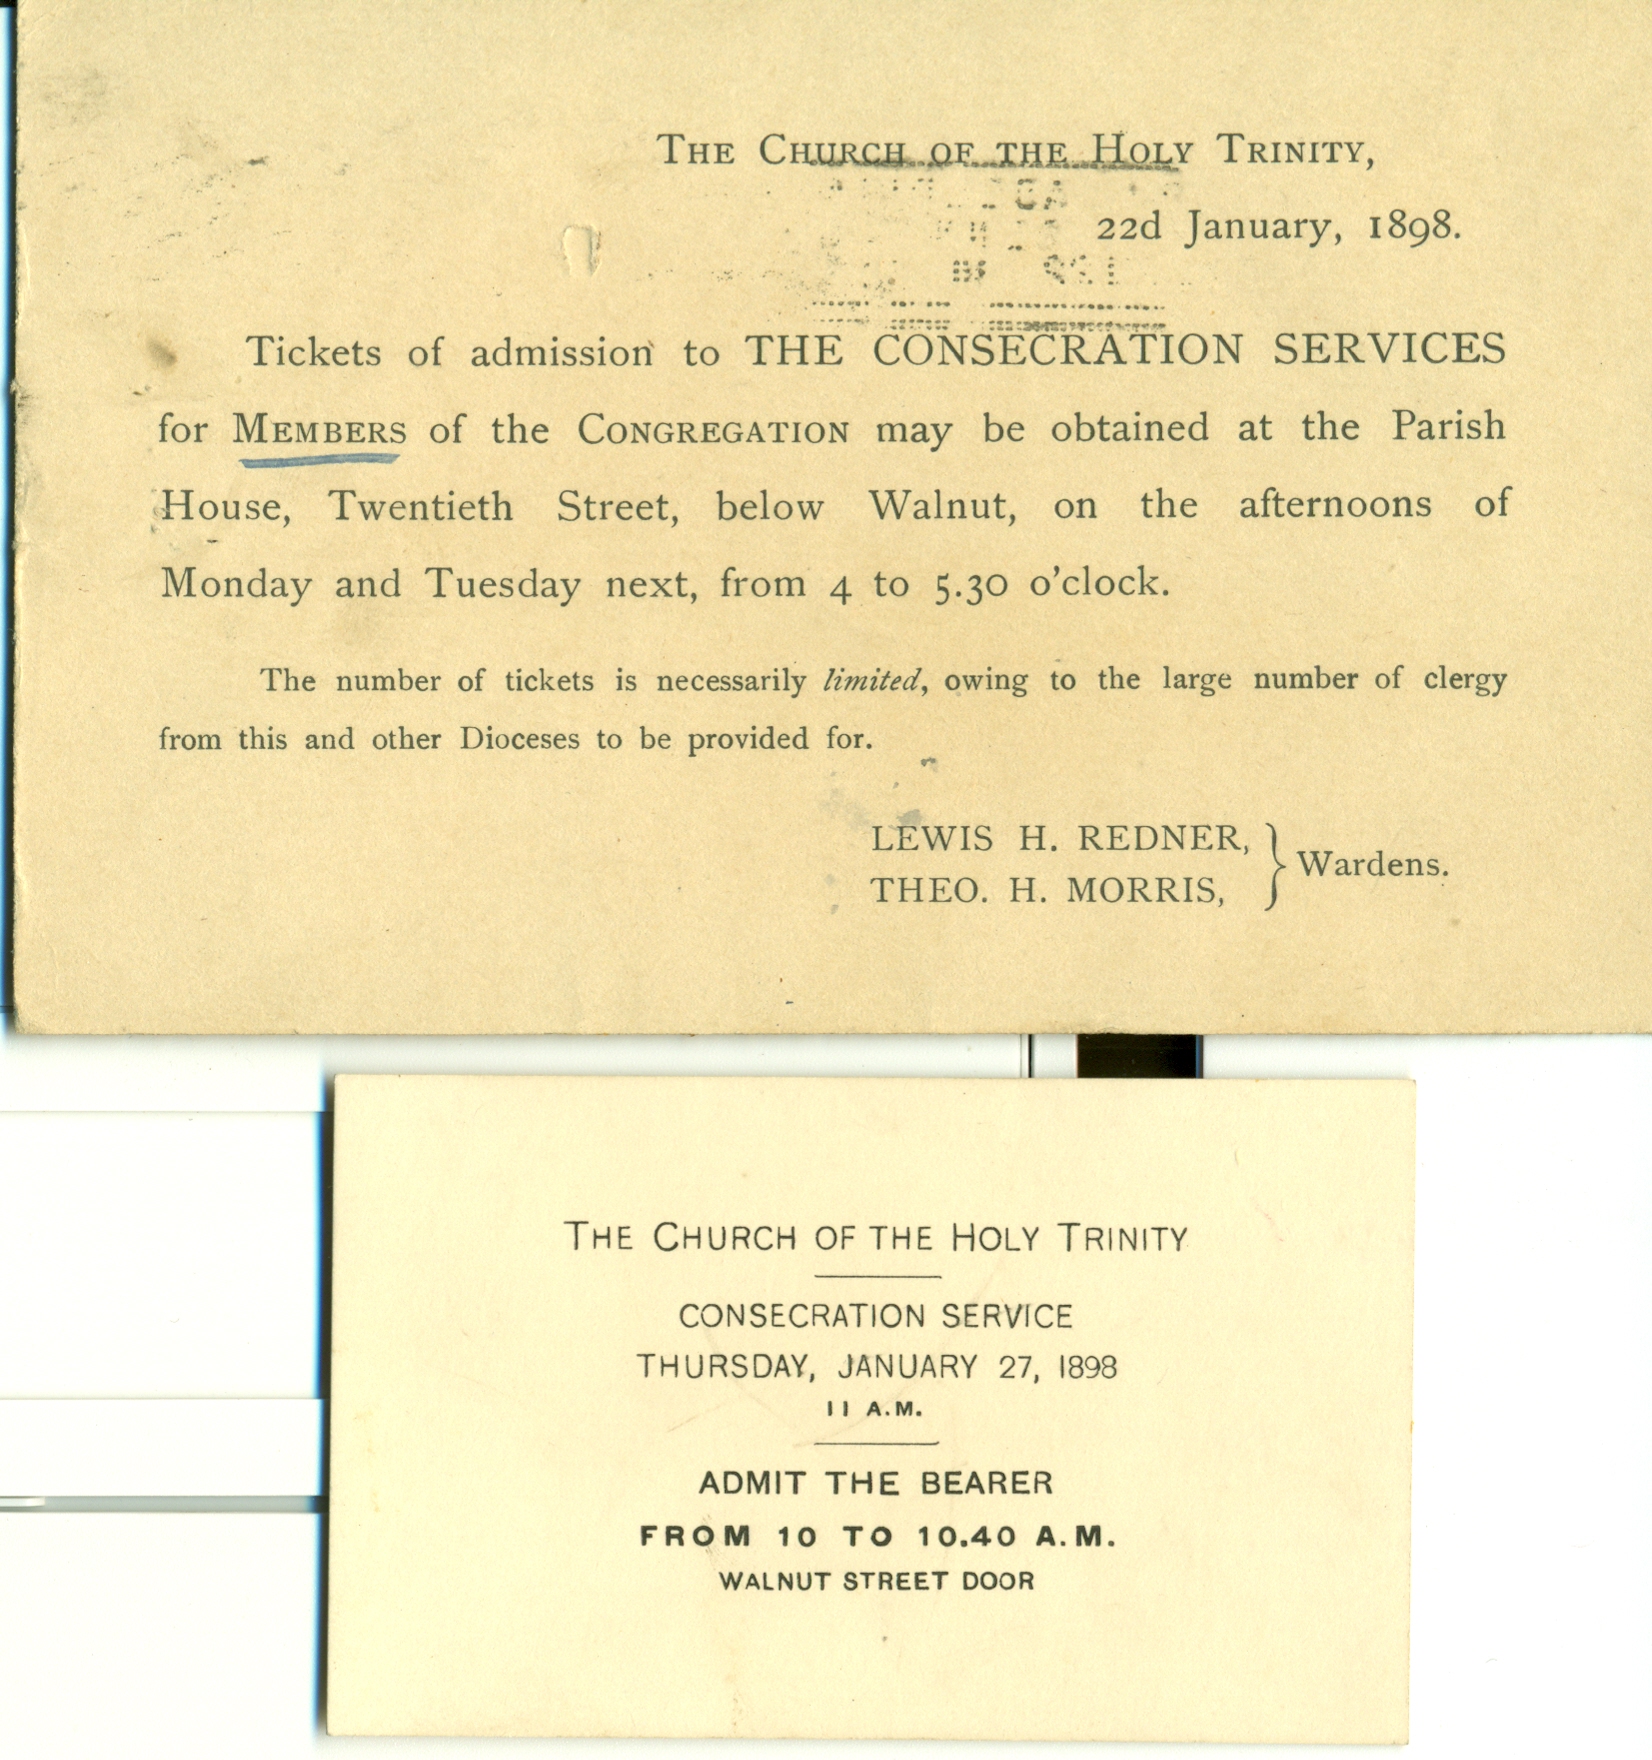 The Church of the Holy Trinity,
22d January, 1898.
Tickets of admission to THE CONSECRATION SERVICES
for Members of the Congregation may be obtained at the Parish
House, Twentieth Street, below Walnut, on the afternoons of
Monday and Tuesday next, from 4 to 5.30 o'clock.
The number of tickets is necessarily limited, owing to the large number of clergy
from this and other Dioceses to be provided for.
LEWIS H. REDNER,
THEO. H. MORRIS, } Wardens.
The Church of the Holy Trinity
CONSECRATION SERVICE
THURSDAY, JANUARY 27, 1898
11 A.M.
ADMIT THE BEARER
FROM 10 TO 10.40 A.M.
WALNUT STREET DOOR